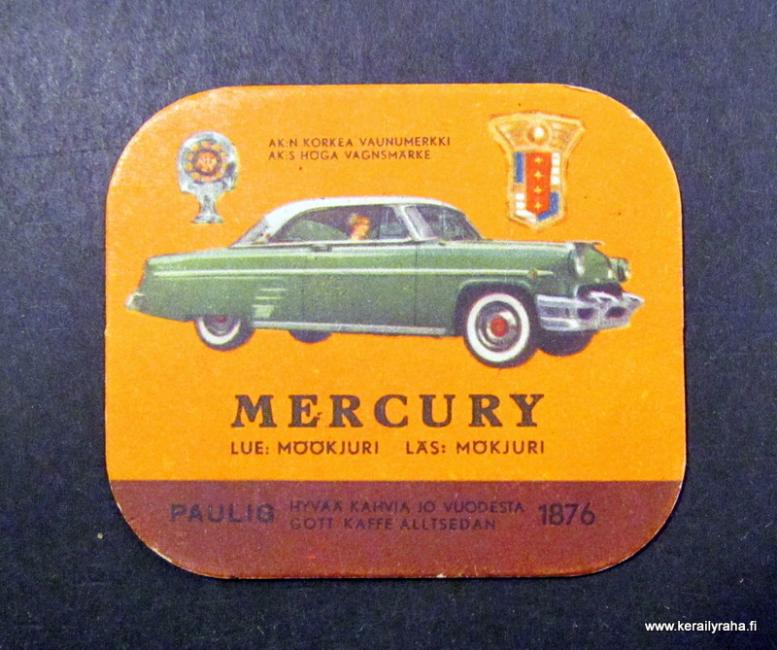 AK:N KORKEA VAUNUMERKKI
AK:S HÖGA VAGNSMÄRKE
MERCURY
LUE: MÖÖKJURI LÄS: MÖKJURI
PAULIG HYVÄÄ KAHVIA JO VUODESTA 1876
GOTT KAFFE ALLTSEDAN
www.kerailyraha.fi